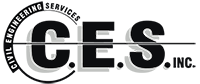 CIVIL ENGINEERING SERVICES
C.E.S. INC.